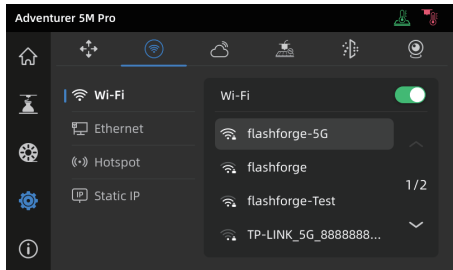 Adventurer 5M Pro
Wi-Fi
Ethernet
Hotspot
IP Static IP
Wi-Fi
flashforge-5G
flashforge
flashforge-Test
TP-LINK_5G_8888888...
1/2